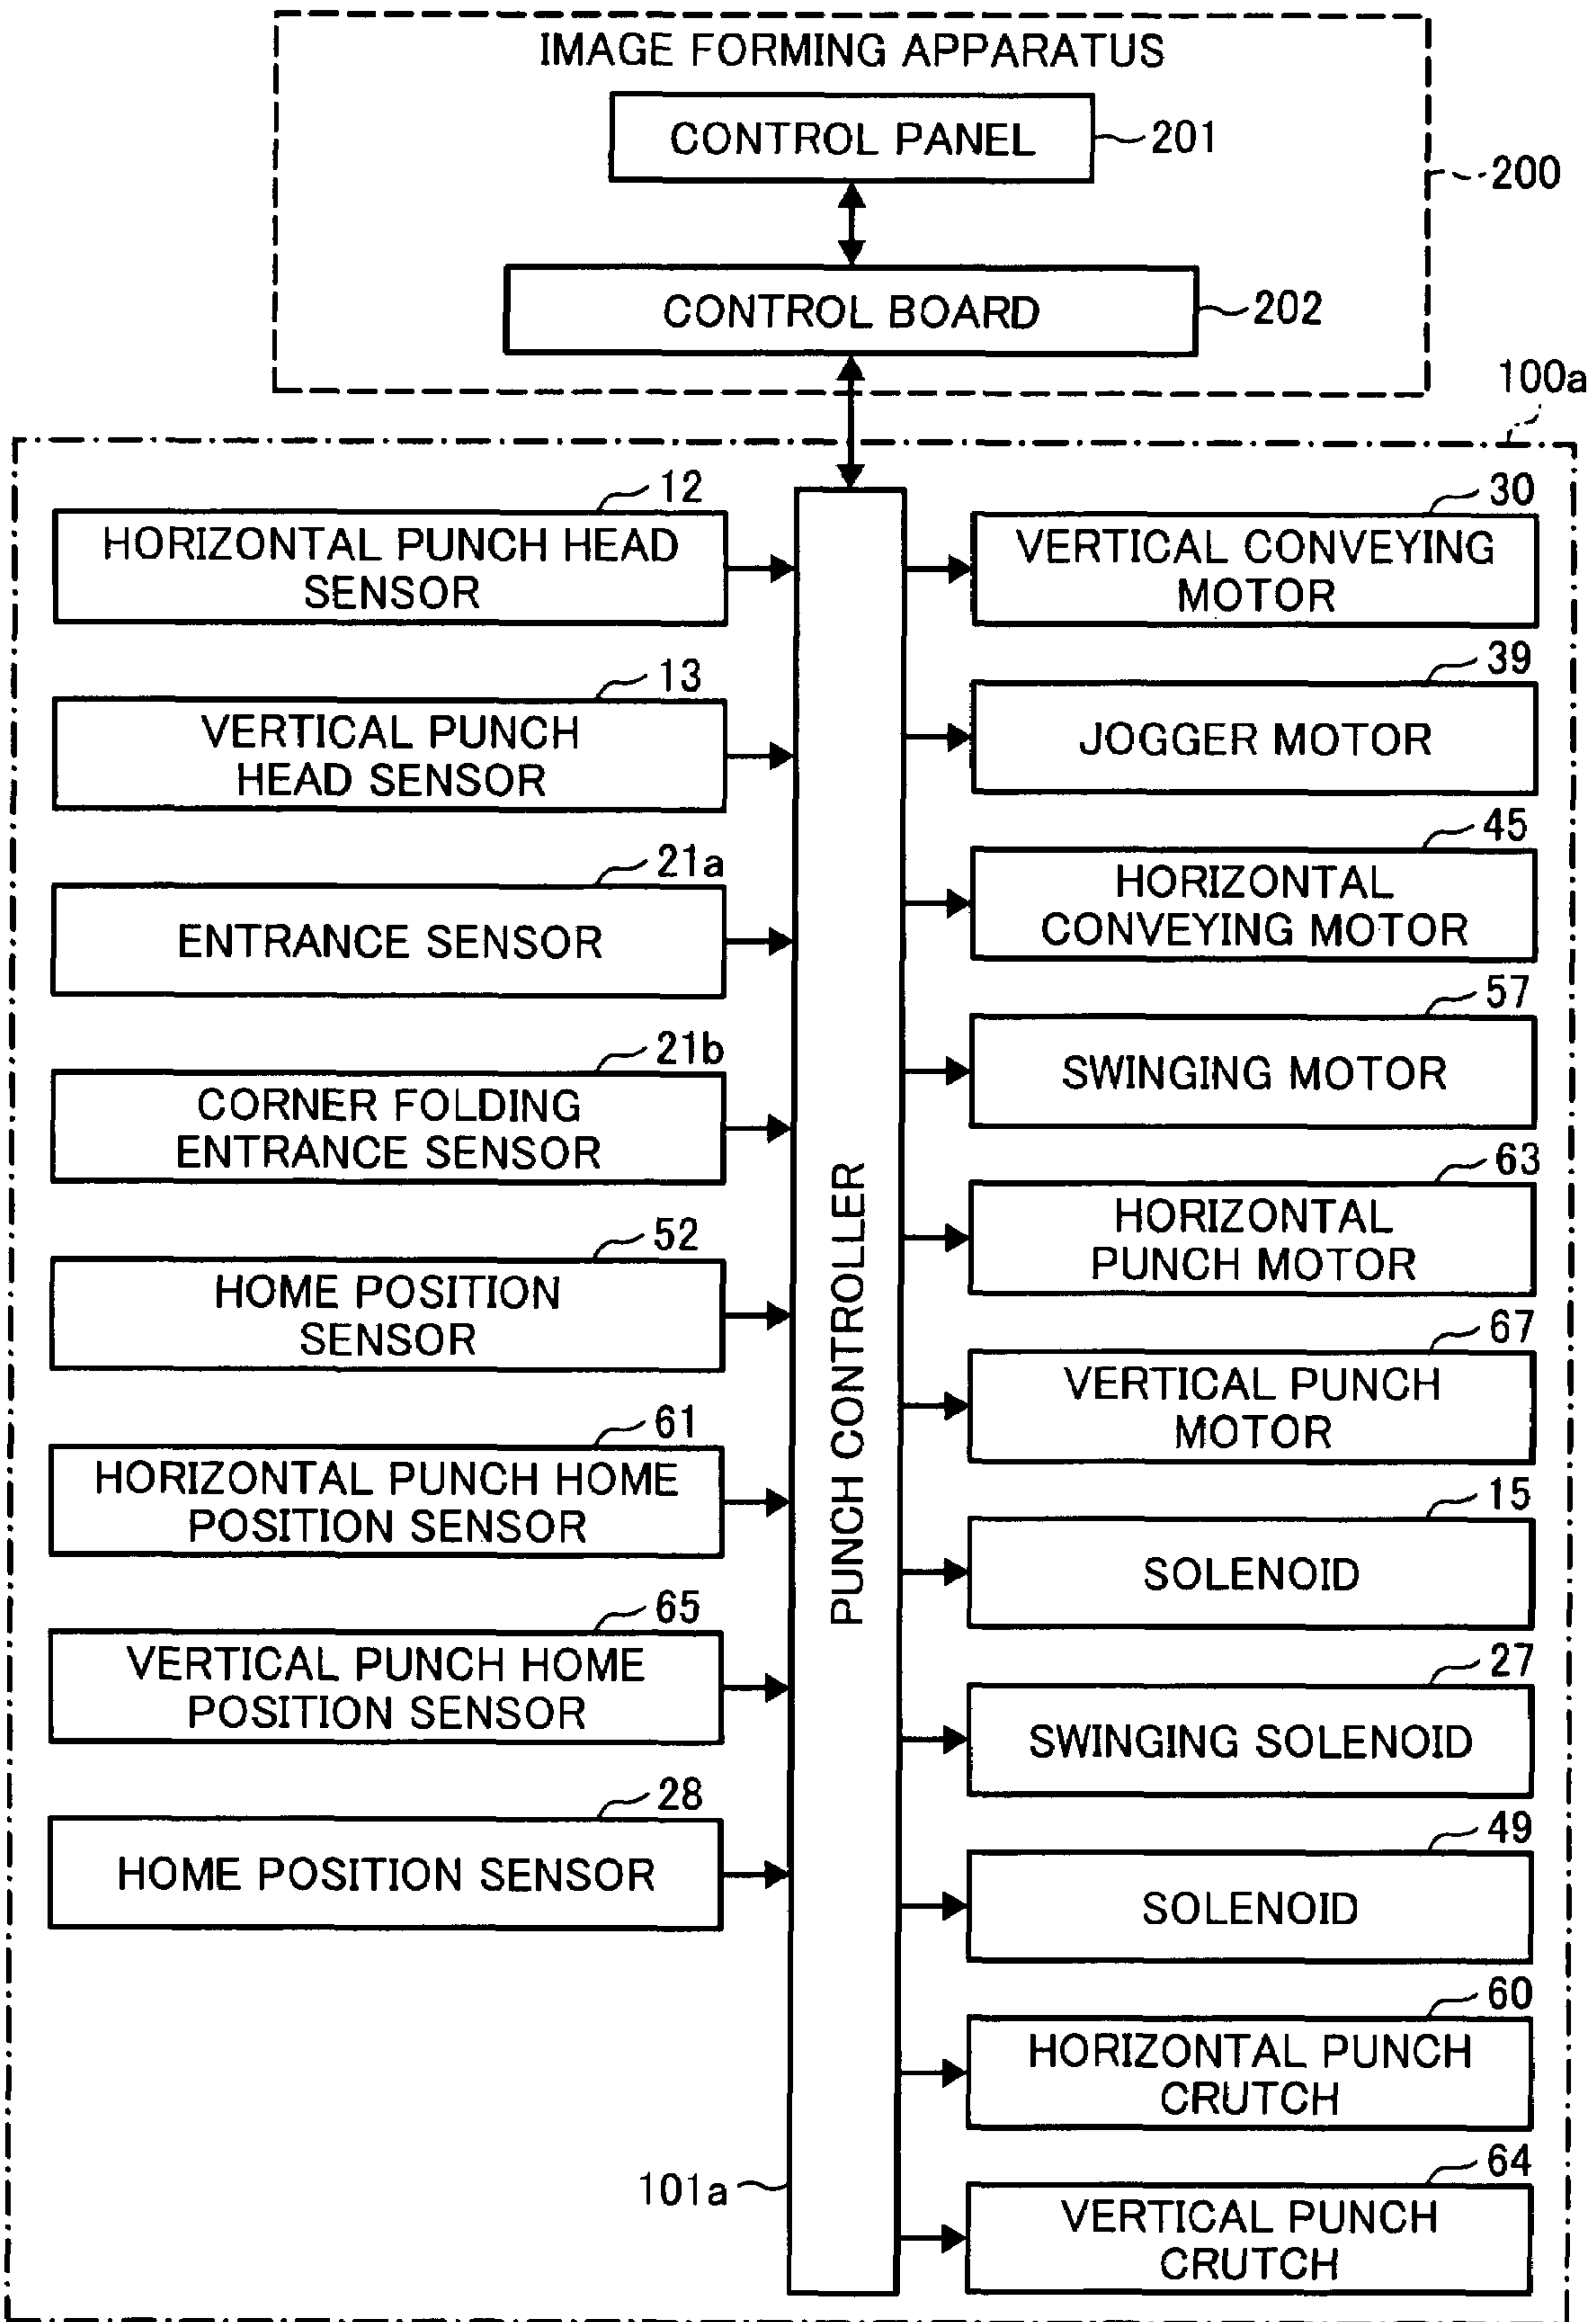 IMAGE FORMING APPARATUS
CONTROL PANEL
201
200
CONTROL BOARD
202
100a
12
HORIZONTAL PUNCH HEAD
SENSOR
13
VERTICAL PUNCH
HEAD SENSOR
21a
ENTRANCE SENSOR
21b
CORNER FOLDING
ENTRANCE SENSOR
52
HOME POSITION
SENSOR
61
HORIZONTAL PUNCH HOME
POSITION SENSOR
65
VERTICAL PUNCH HOME
POSITION SENSOR
28
HOME POSITION SENSOR
PUNCH CONTROLLER
101a
30
VERTICAL CONVEYING
MOTOR
39
JOGGER MOTOR
45
HORIZONTAL
CONVEYING MOTOR
57
SWINGING MOTOR
63
HORIZONTAL
PUNCH MOTOR
67
VERTICAL PUNCH
MOTOR
15
SOLENOID
27
SWINGING SOLENOID
49
SOLENOID
60
HORIZONTAL PUNCH
CRUTCH
64
VERTICAL PUNCH
CRUTCH